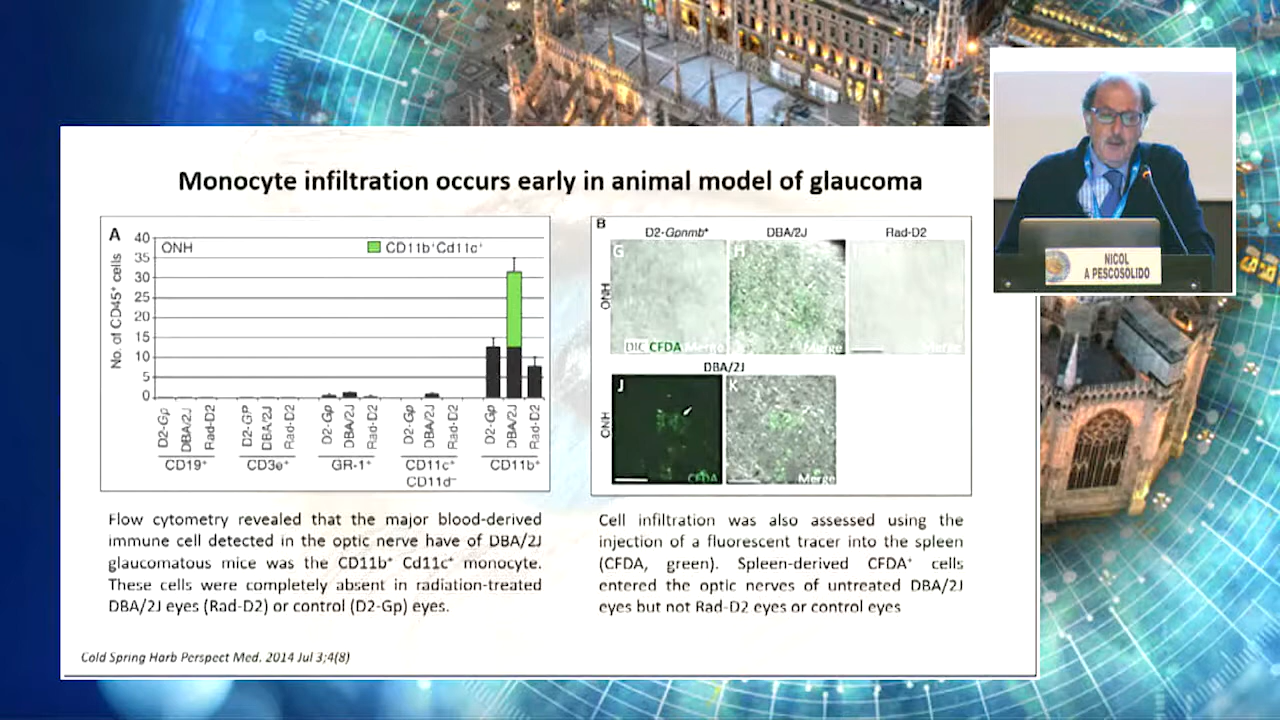 Monocyte infiltration occurs early in animal model of glaucoma
A
ONH
CD11b⁺Cd11c⁺
No. of CD45⁺ cells
40
35
30
25
20
15
10
5
0
D2-Gp DBA/2J Rad-D2
D2-GP DBA/2J Rad-D2
D2-Gp DBA/2J Rad-D2
D2-Gp DBA/2J Rad-D2
D2-Gp DBA/2J Rad-D2
CD19⁺ CD3e⁺ GR-1⁺ CD11c⁺ CD11b⁺
CD11d⁻
B
D2-Gpnmb⁺ DBA/2J Rad-D2
ONH
G H
DIC CFDA Merge Merge Merge
DBA/2J
ONH
J K
CFDA Merge
Flow cytometry revealed that the major blood-derived
immune cell detected in the optic nerve have of DBA/2J
glaucomatous mice was the CD11b⁺ Cd11c⁺ monocyte.
These cells were completely absent in radiation-treated
DBA/2J eyes (Rad-D2) or control (D2-Gp) eyes.
Cell infiltration was also assessed using the
injection of a fluorescent tracer into the spleen
(CFDA, green). Spleen-derived CFDA⁺ cells
entered the optic nerves of untreated DBA/2J
eyes but not Rad-D2 eyes or control eyes
Cold Spring Harb Perspect Med. 2014 Jul 3;4(8)
NICOL
A PESCOSOLIDO